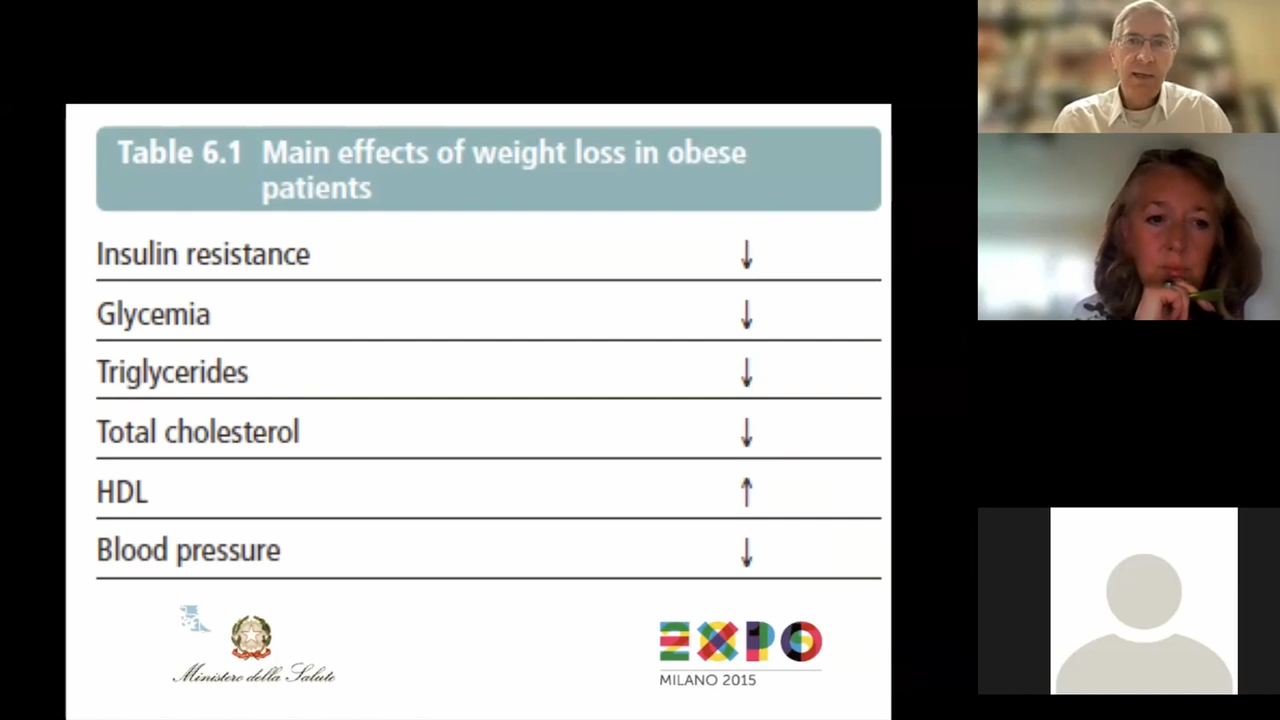 Table 6.1 Main effects of weight loss in obese
patients
Insulin resistance ↓
Glycemia ↓
Triglycerides ↓
Total cholesterol ↓
HDL ↑
Blood pressure ↓
Ministero della Salute
EXPO
MILANO 2015